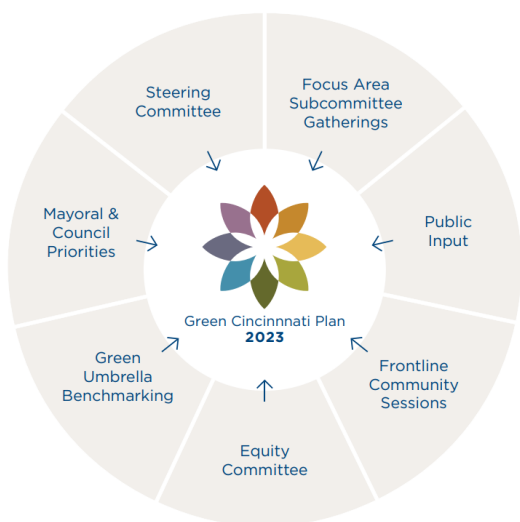 Steering
Committee
Focus Area
Subcommittee
Gatherings
Public
Input
Frontline
Community
Sessions
Equity
Committee
Green
Umbrella
Benchmarking
Mayoral &
Council
Priorities
Green Cincinnnati Plan
2023